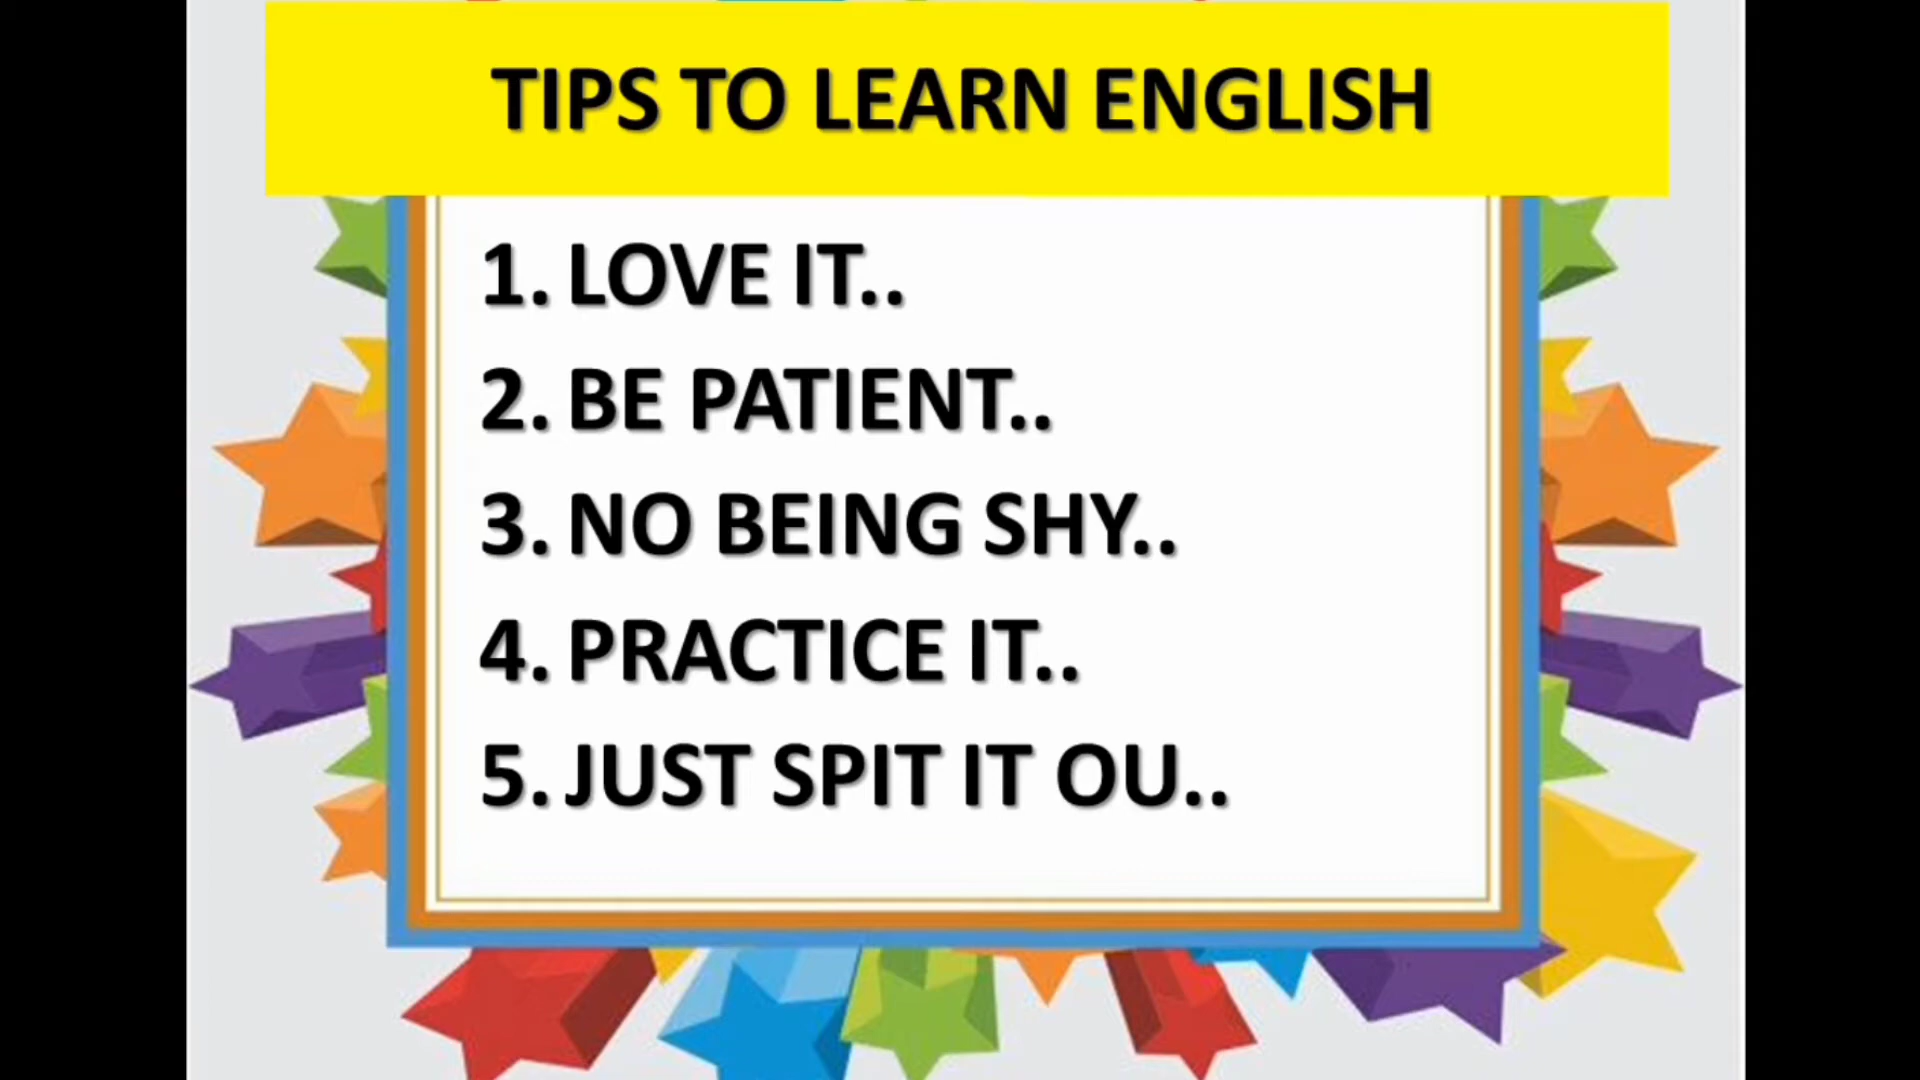 TIPS TO LEARN ENGLISH
1. LOVE IT..
2. BE PATIENT..
3. NO BEING SHY..
4. PRACTICE IT..
5. JUST SPIT IT OU..